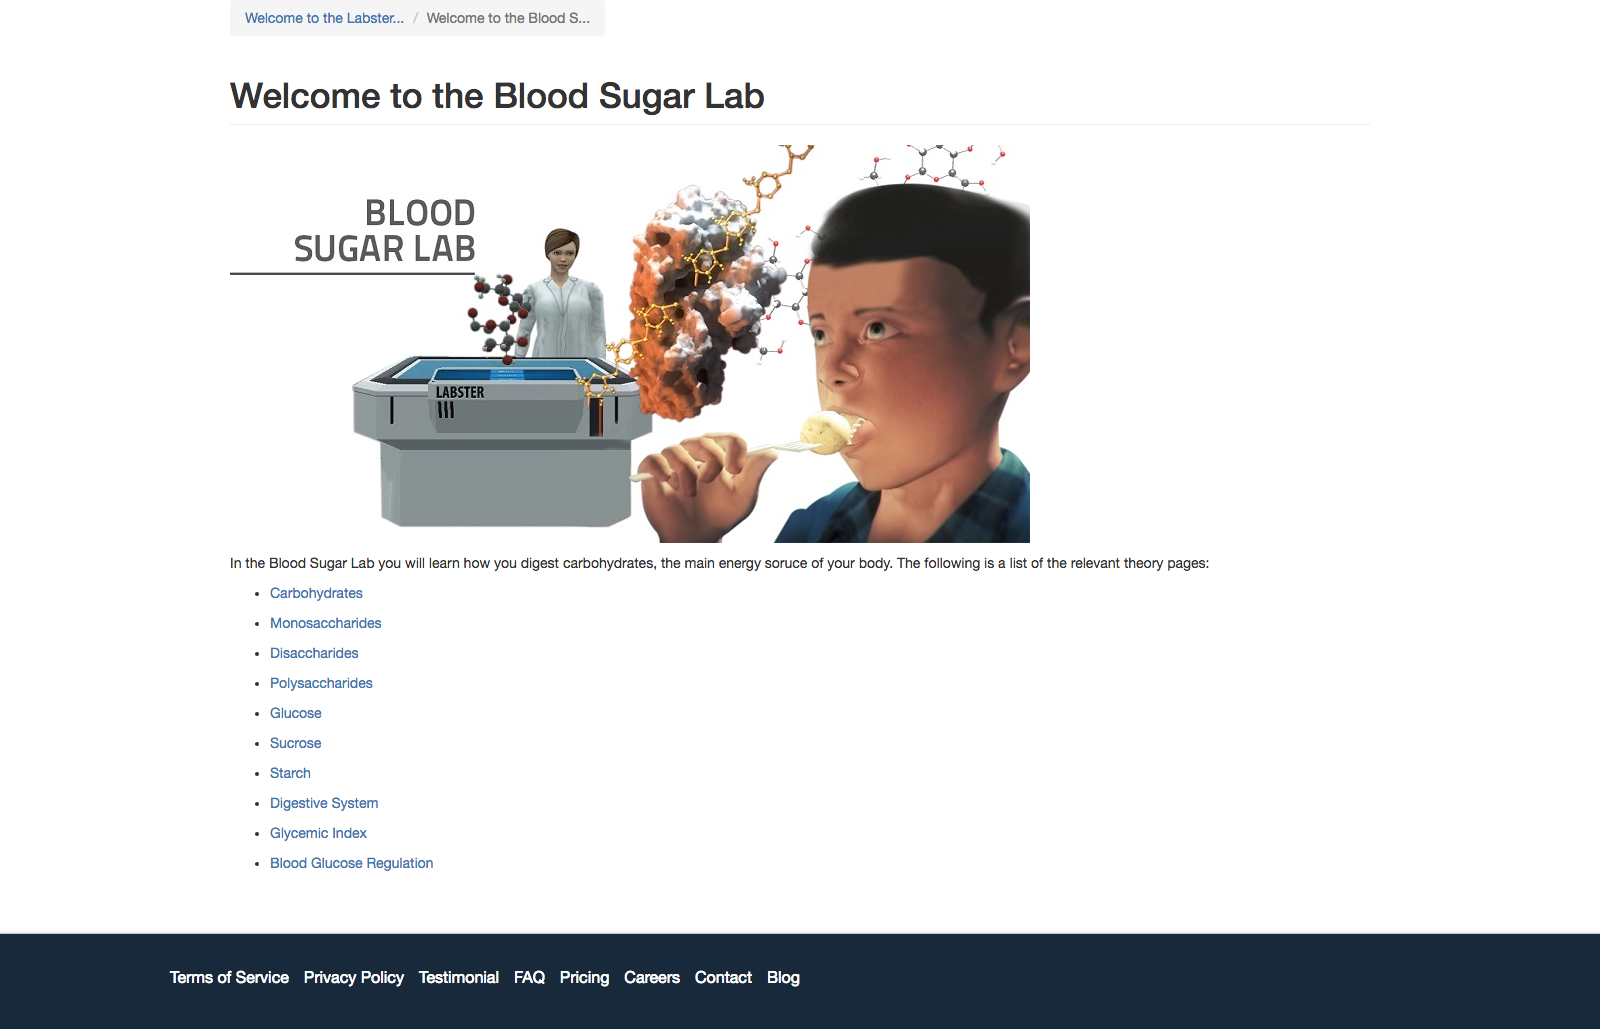 Welcome to the Labster... / Welcome to the Blood S...
Welcome to the Blood Sugar Lab
BLOOD
SUGAR LAB
LABSTER
In the Blood Sugar Lab you will learn how you digest carbohydrates, the main energy soruce of your body. The following is a list of the relevant theory pages:
Carbohydrates
Monosaccharides
Disaccharides
Polysaccharides
Glucose
Sucrose
Starch
Digestive System
Glycemic Index
Blood Glucose Regulation
Terms of Service Privacy Policy Testimonial FAQ Pricing Careers Contact Blog